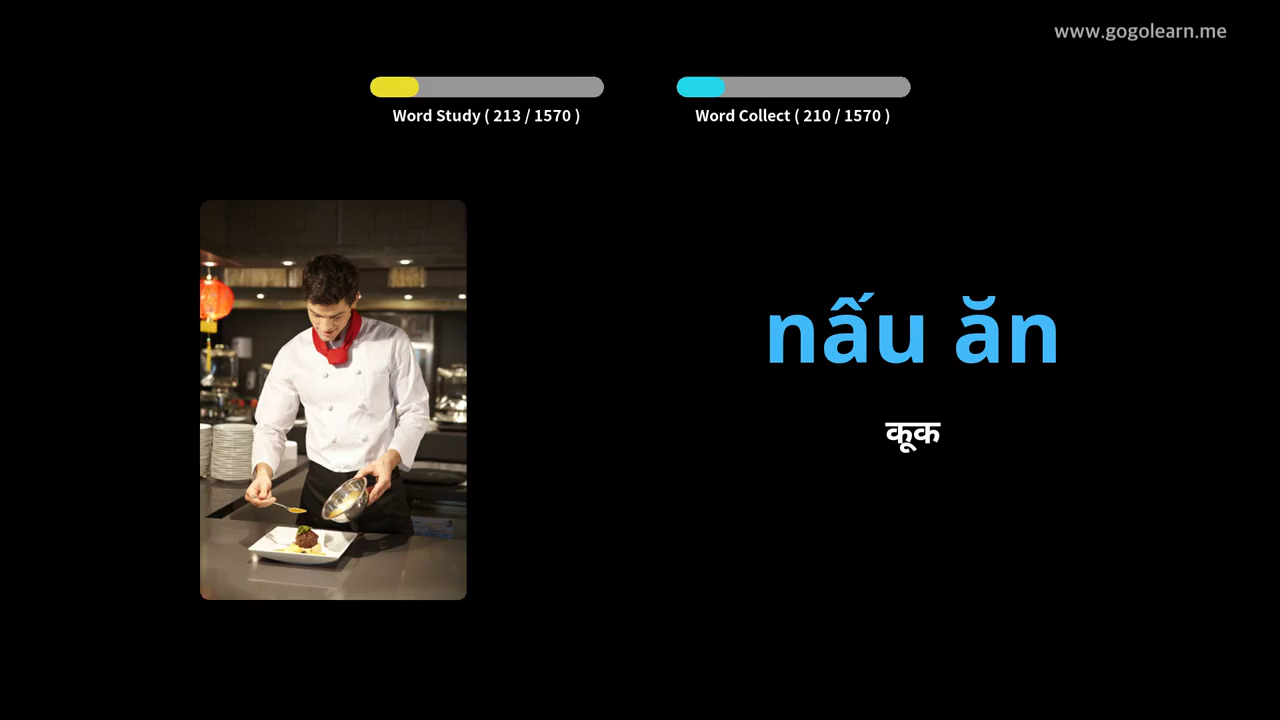 www.gogolearn.me
Word Study ( 213 / 1570 )
Word Collect ( 210 / 1570 )
nấu ăn
कूक